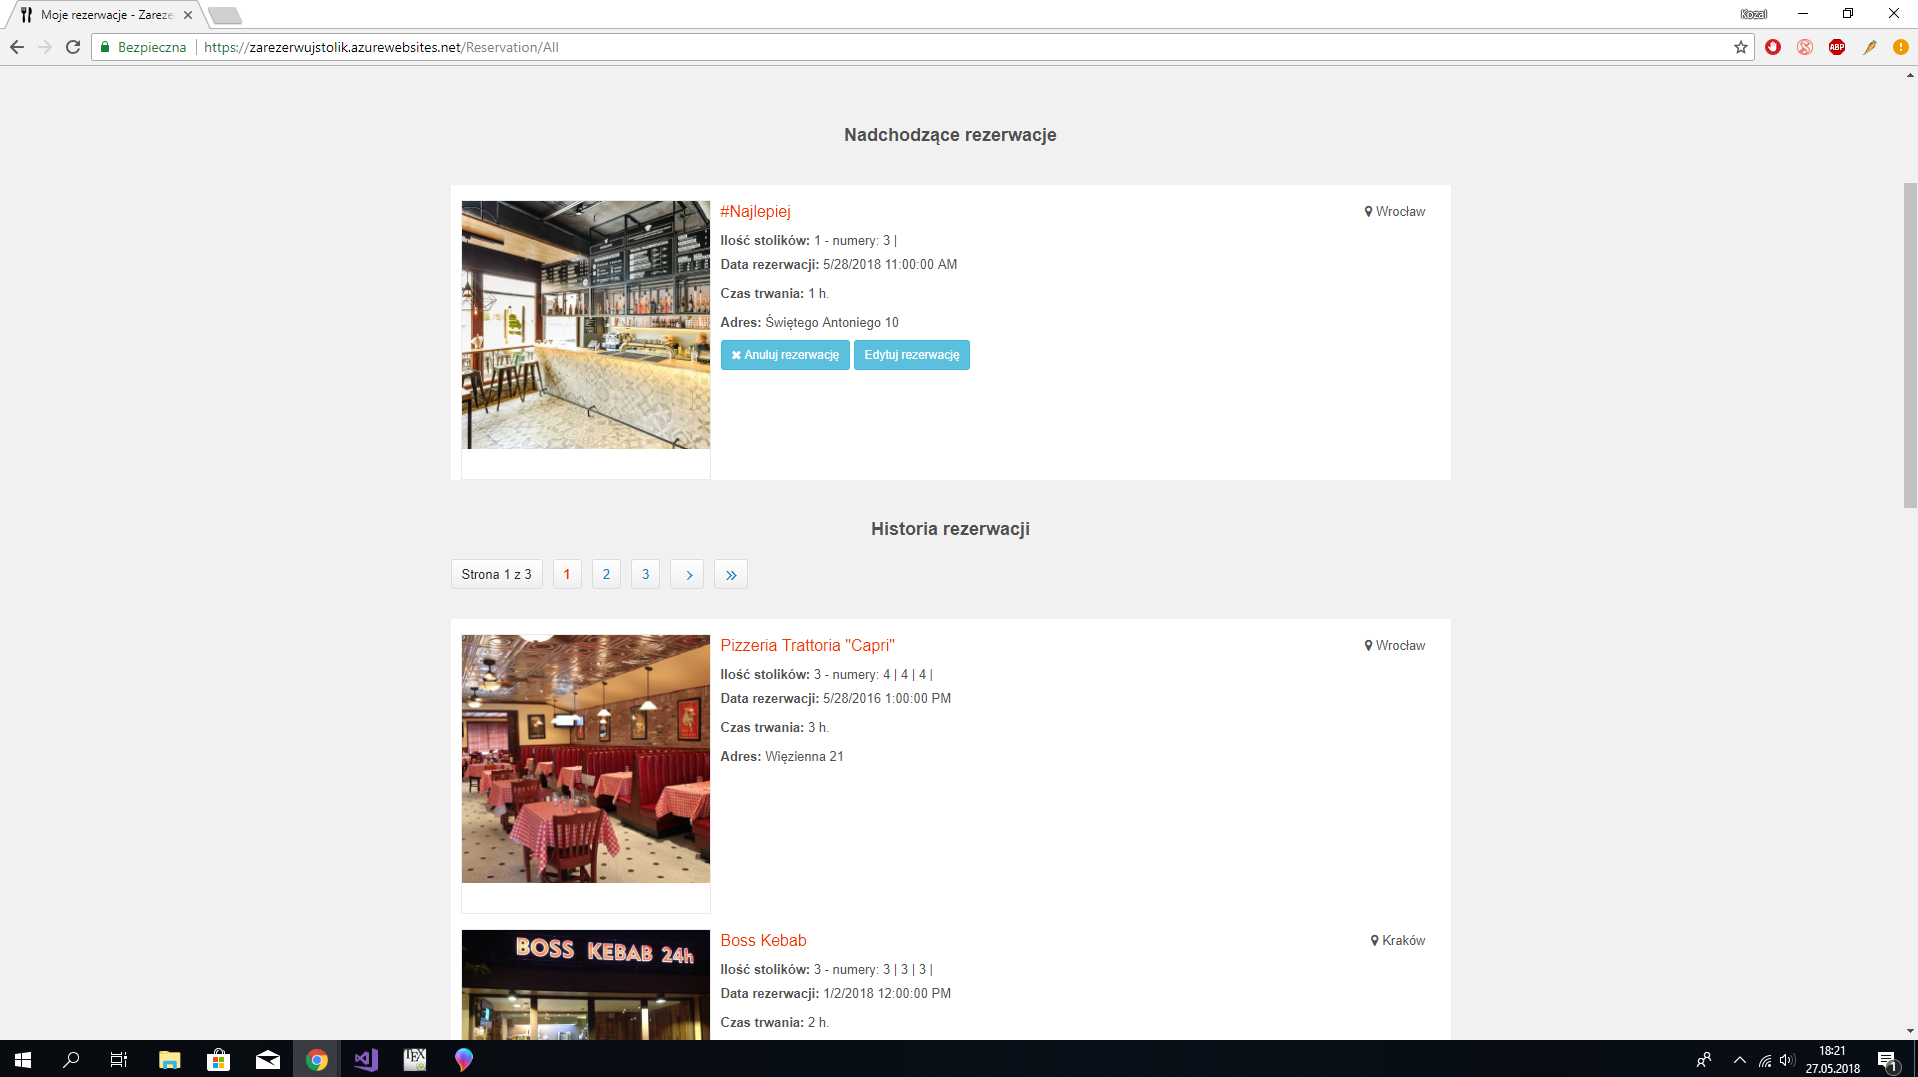 Moje rezerwacje - Zareze
Kozal
Bezpieczna
https://zarezerwujstolik.azurewebsites.net/Reservation/All
ABP
Nadchodzące rezerwacje
#Najlepiej
Wrocław
Ilość stolików: 1 - numery: 3 |
Data rezerwacji: 5/28/2018 11:00:00 AM
Czas trwania: 1 h.
Adres: Świętego Antoniego 10
Anuluj rezerwację
Edytuj rezerwację
Historia rezerwacji
Strona 1 z 3 1 2 3 › »
Pizzeria Trattoria "Capri"
Wrocław
Ilość stolików: 3 - numery: 4 | 4 | 4 |
Data rezerwacji: 5/28/2016 1:00:00 PM
Czas trwania: 3 h.
Adres: Więzienna 21
BOSS KEBAB 24h
Boss Kebab
Kraków
Ilość stolików: 3 - numery: 3 | 3 | 3 |
Data rezerwacji: 1/2/2018 12:00:00 PM
Czas trwania: 2 h.
TEX
18:21
27.05.2018
1